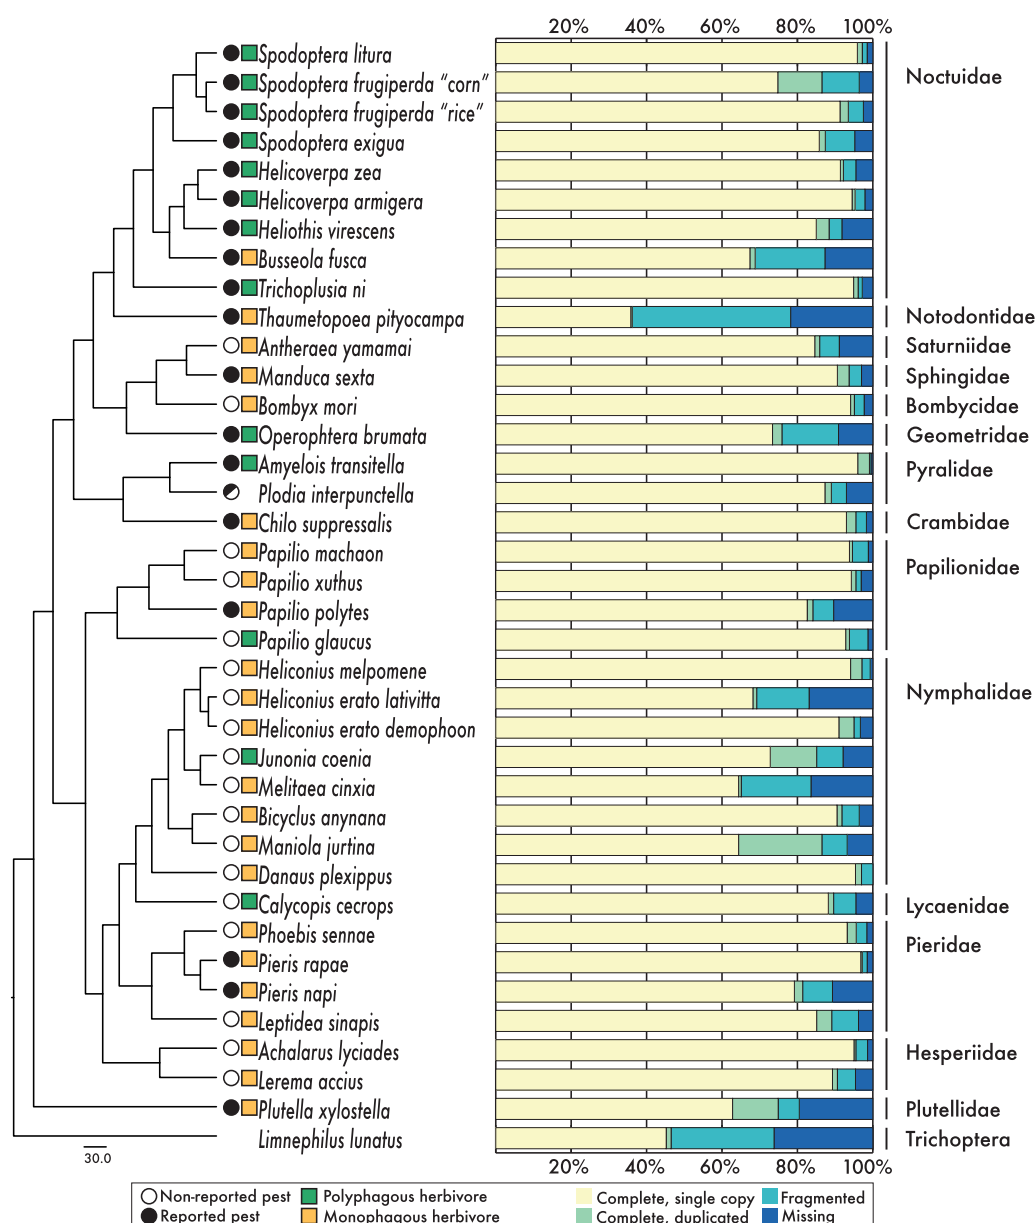 20% 40% 60% 80% 100%
Spodoptera litura
Spodoptera frugiperda "corn"
Spodoptera frugiperda "rice"
Spodoptera exigua
Helicoverpa zea
Helicoverpa armigera
Heliothis virescens
Busseola fusca
Trichoplusia ni
Thaumetopoea pityocampa
Antheraea yamamai
Manduca sexta
Bombyx mori
Operophtera brumata
Amyelois transitella
Plodia interpunctella
Chilo suppressalis
Papilio machaon
Papilio xuthus
Papilio polytes
Papilio glaucus
Heliconius melpomene
Heliconius erato lativitta
Heliconius erato demophoon
Junonia coenia
Melitaea cinxia
Bicyclus anynana
Maniola jurtina
Danaus plexippus
Calycopis cecrops
Phoebis sennae
Pieris rapae
Pieris napi
Leptidea sinapis
Achalarus lyciades
Lerema accius
Plutella xylostella
Limnephilus lunatus
Noctuidae
Notodontidae
Saturniidae
Sphingidae
Bombycidae
Geometridae
Pyralidae
Crambidae
Papilionidae
Nymphalidae
Lycaenidae
Pieridae
Hesperiidae
Plutellidae
Trichoptera
30.0
20% 40% 60% 80% 100%
Non-reported pest
Reported pest
Polyphagous herbivore
Monophagous herbivore
Complete, single copy
Complete, duplicated
Fragmented
Missing